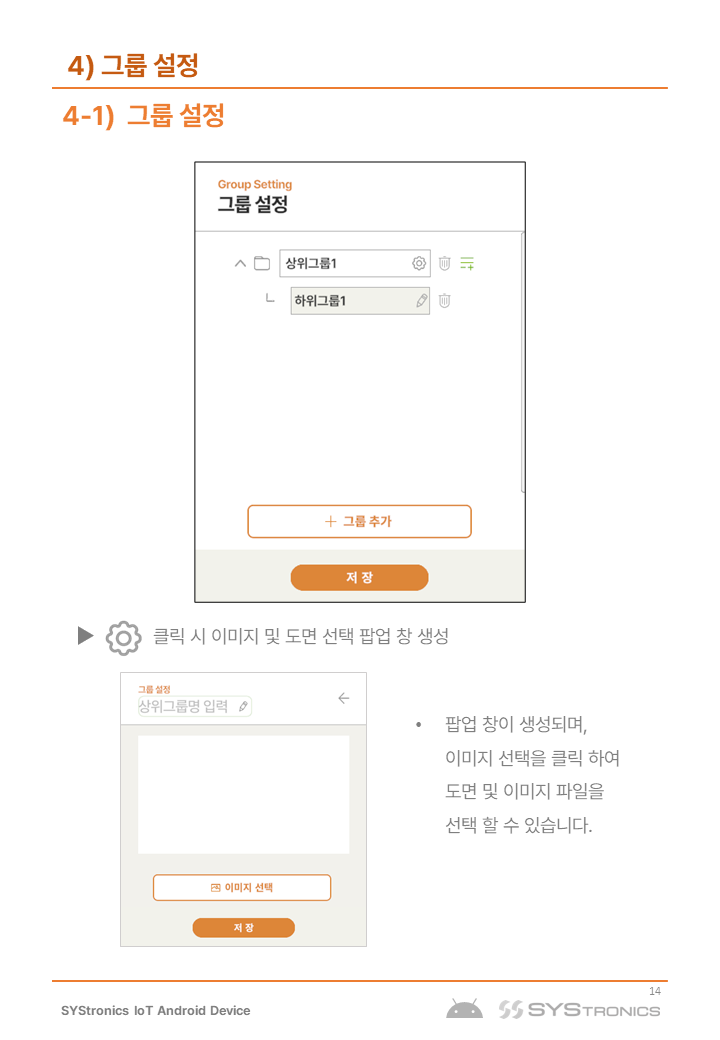 4) 그룹 설정
4-1) 그룹 설정
Group Setting
그룹 설정
상위그룹1
하위그룹1
그룹 추가
저 장
클릭 시 이미지 및 도면 선택 팝업 창 생성
그룹 설정
상위그룹명 입력
이미지 선택
저 장
• 팝업 창이 생성되며,
이미지 선택을 클릭 하여
도면 및 이미지 파일을
선택 할 수 있습니다.
14
SYStronics IoT Android Device
SYSTRONICS